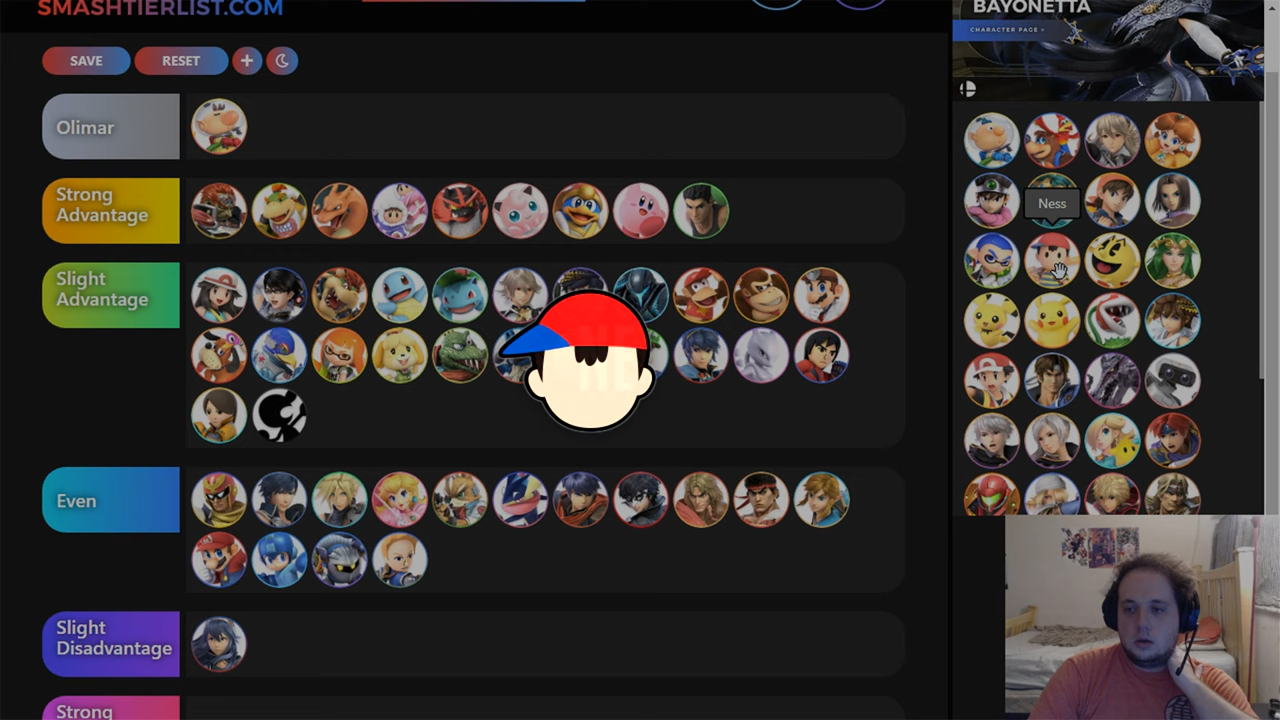 SMASHTIERLIST.COM
BAYONETTA
CHARACTER PAGE >
SAVE
RESET
+
Olimar
Strong
Advantage
Ness
Slight
Advantage
Even
Slight
Disadvantage
Strong